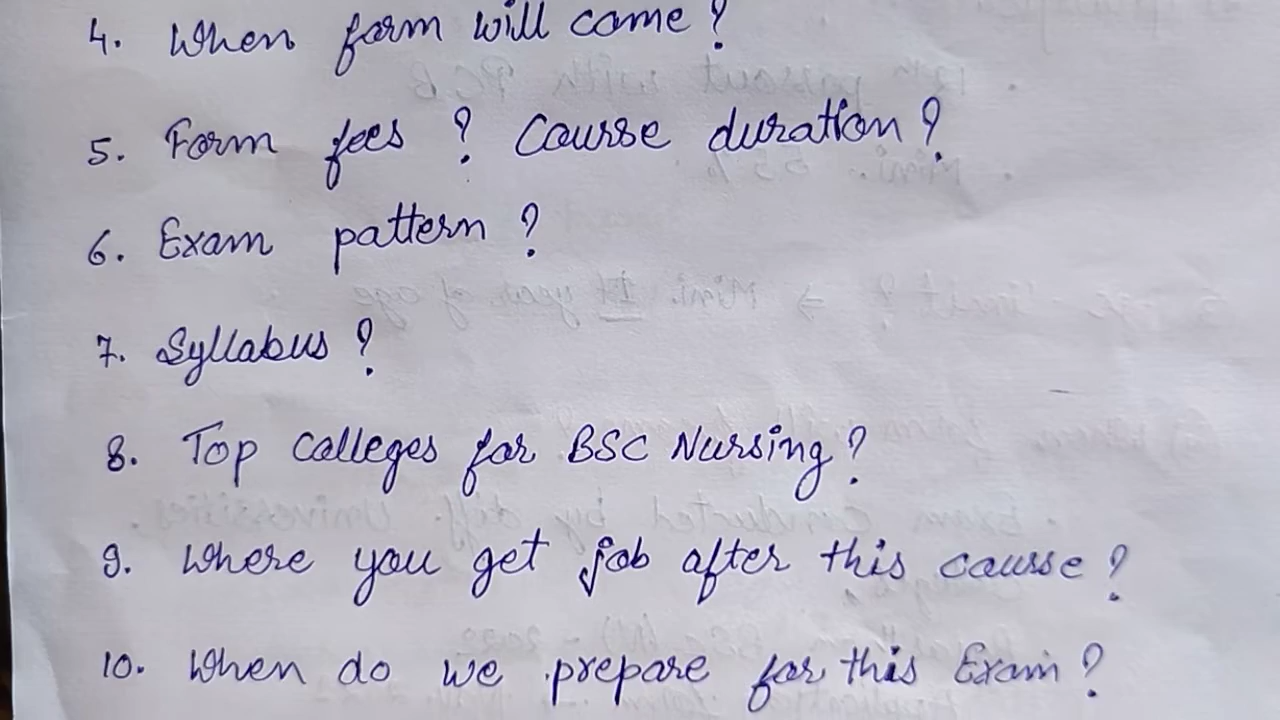 4. When form will come?
5. Form fees? Course duration?
6. Exam pattern?
7. Syllabus?
8. Top Colleges for BSC Nursing?
9. Where you get job after this course?
10. When do we prepare for this Exam?